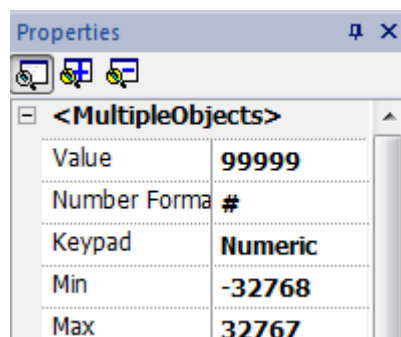 Properties
<MultipleObjects>
Value 99999
Number Forma #
Keypad Numeric
Min -32768
Max 32767